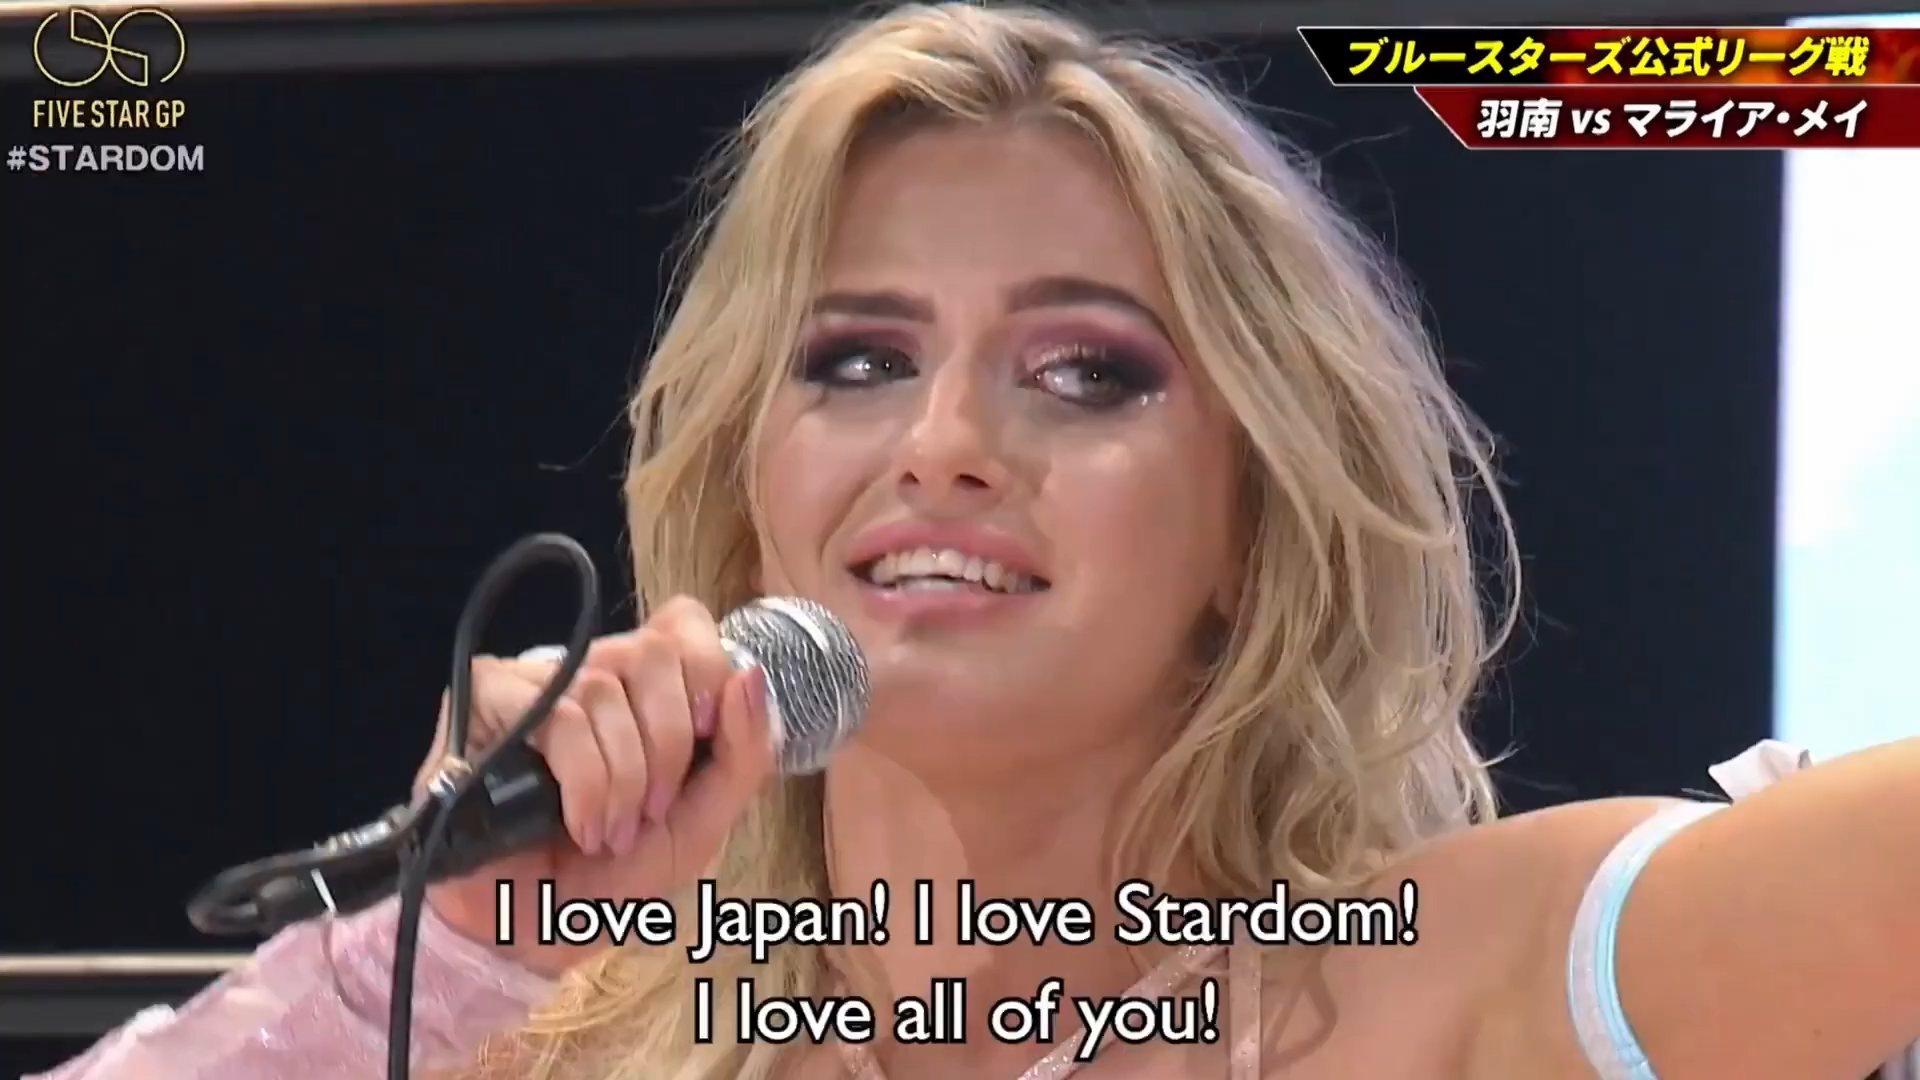 FIVE STAR GP
#STARDOM
ブルースターズ公式リーグ戦
羽南 vs マライア・メイ
I love Japan! I love Stardom!
I love all of you!